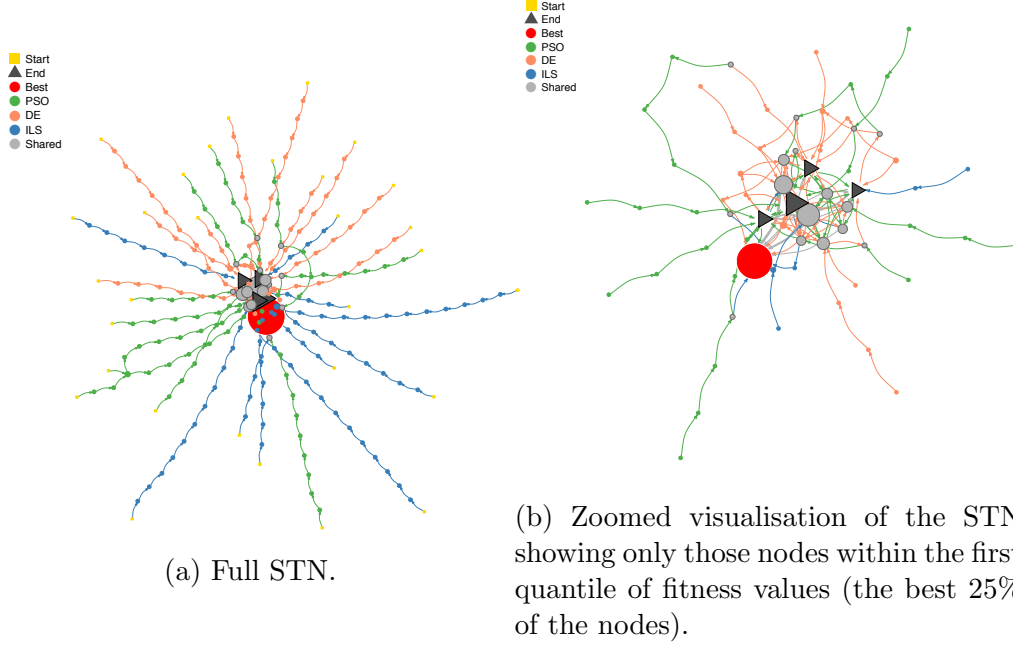 Start
End
Best
PSO
DE
ILS
Shared
(a) Full STN.
Start
End
Best
PSO
DE
ILS
Shared
(b) Zoomed visualisation of the STN
showing only those nodes within the first
quantile of fitness values (the best 25%
of the nodes).